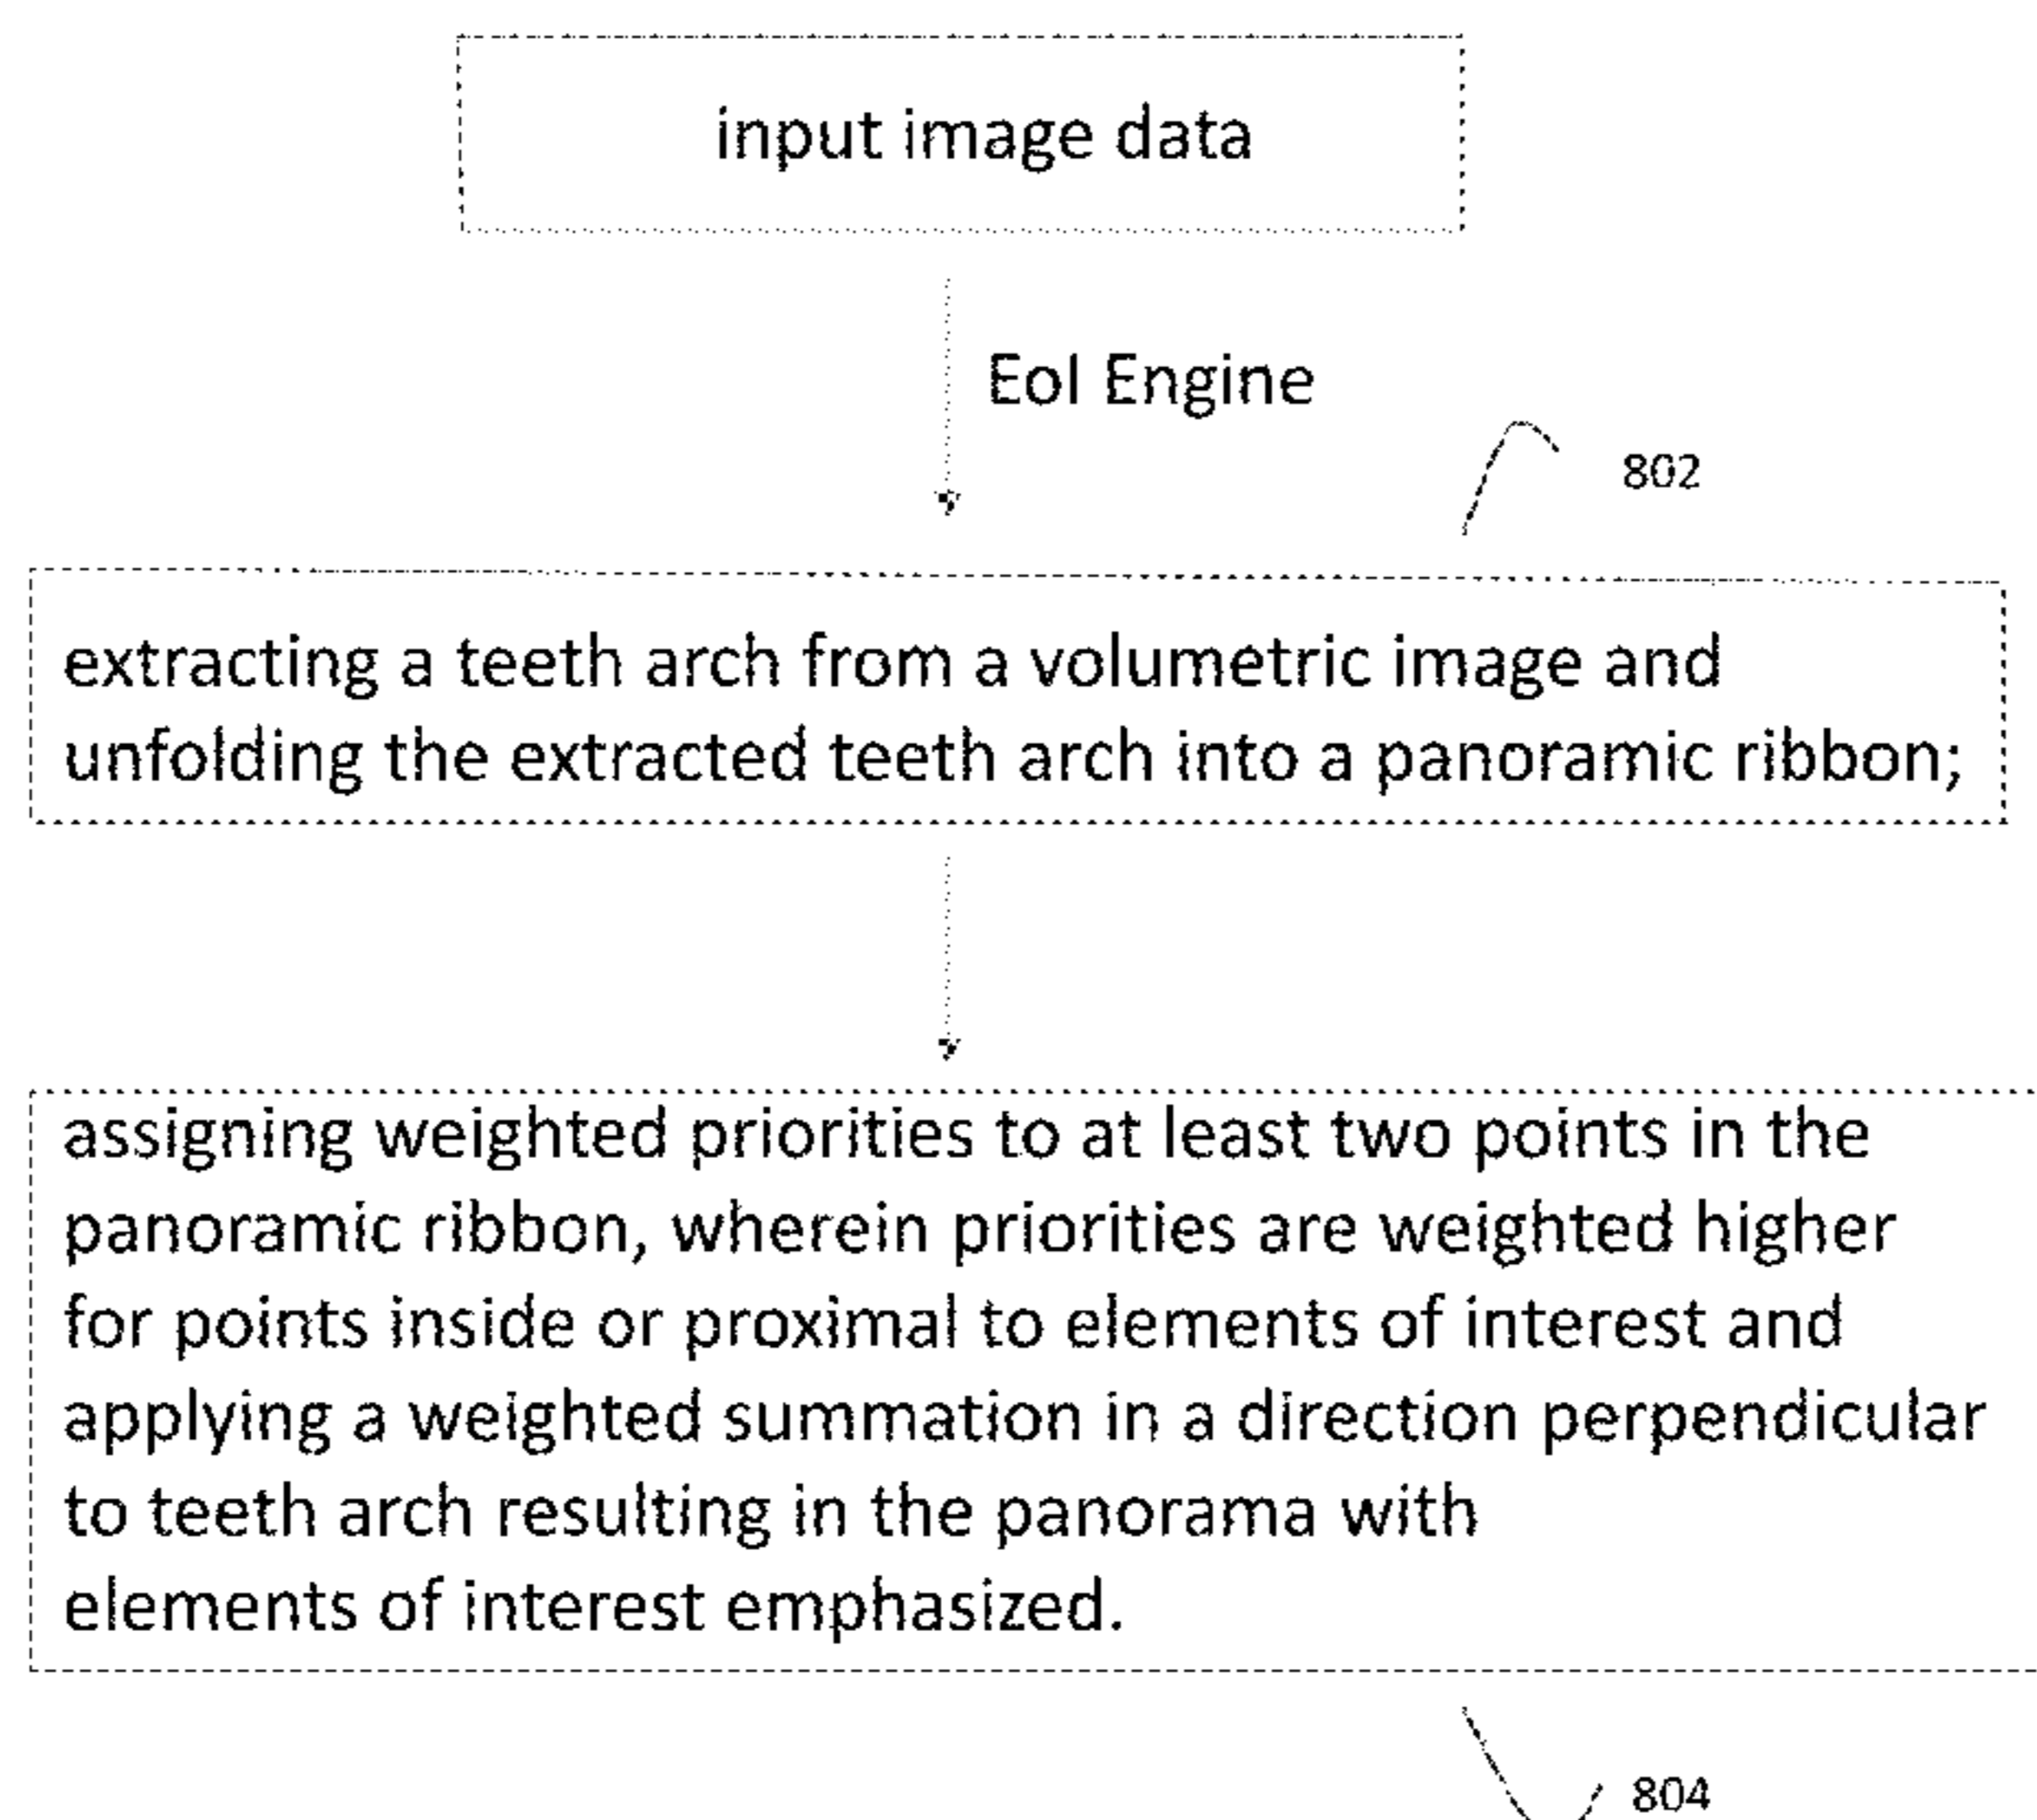 input image data
EoI Engine
802
extracting a teeth arch from a volumetric image and
unfolding the extracted teeth arch into a panoramic ribbon;
assigning weighted priorities to at least two points in the
panoramic ribbon, wherein priorities are weighted higher
for points inside or proximal to elements of interest and
applying a weighted summation in a direction perpendicular
to teeth arch resulting in the panorama with
elements of interest emphasized.
804